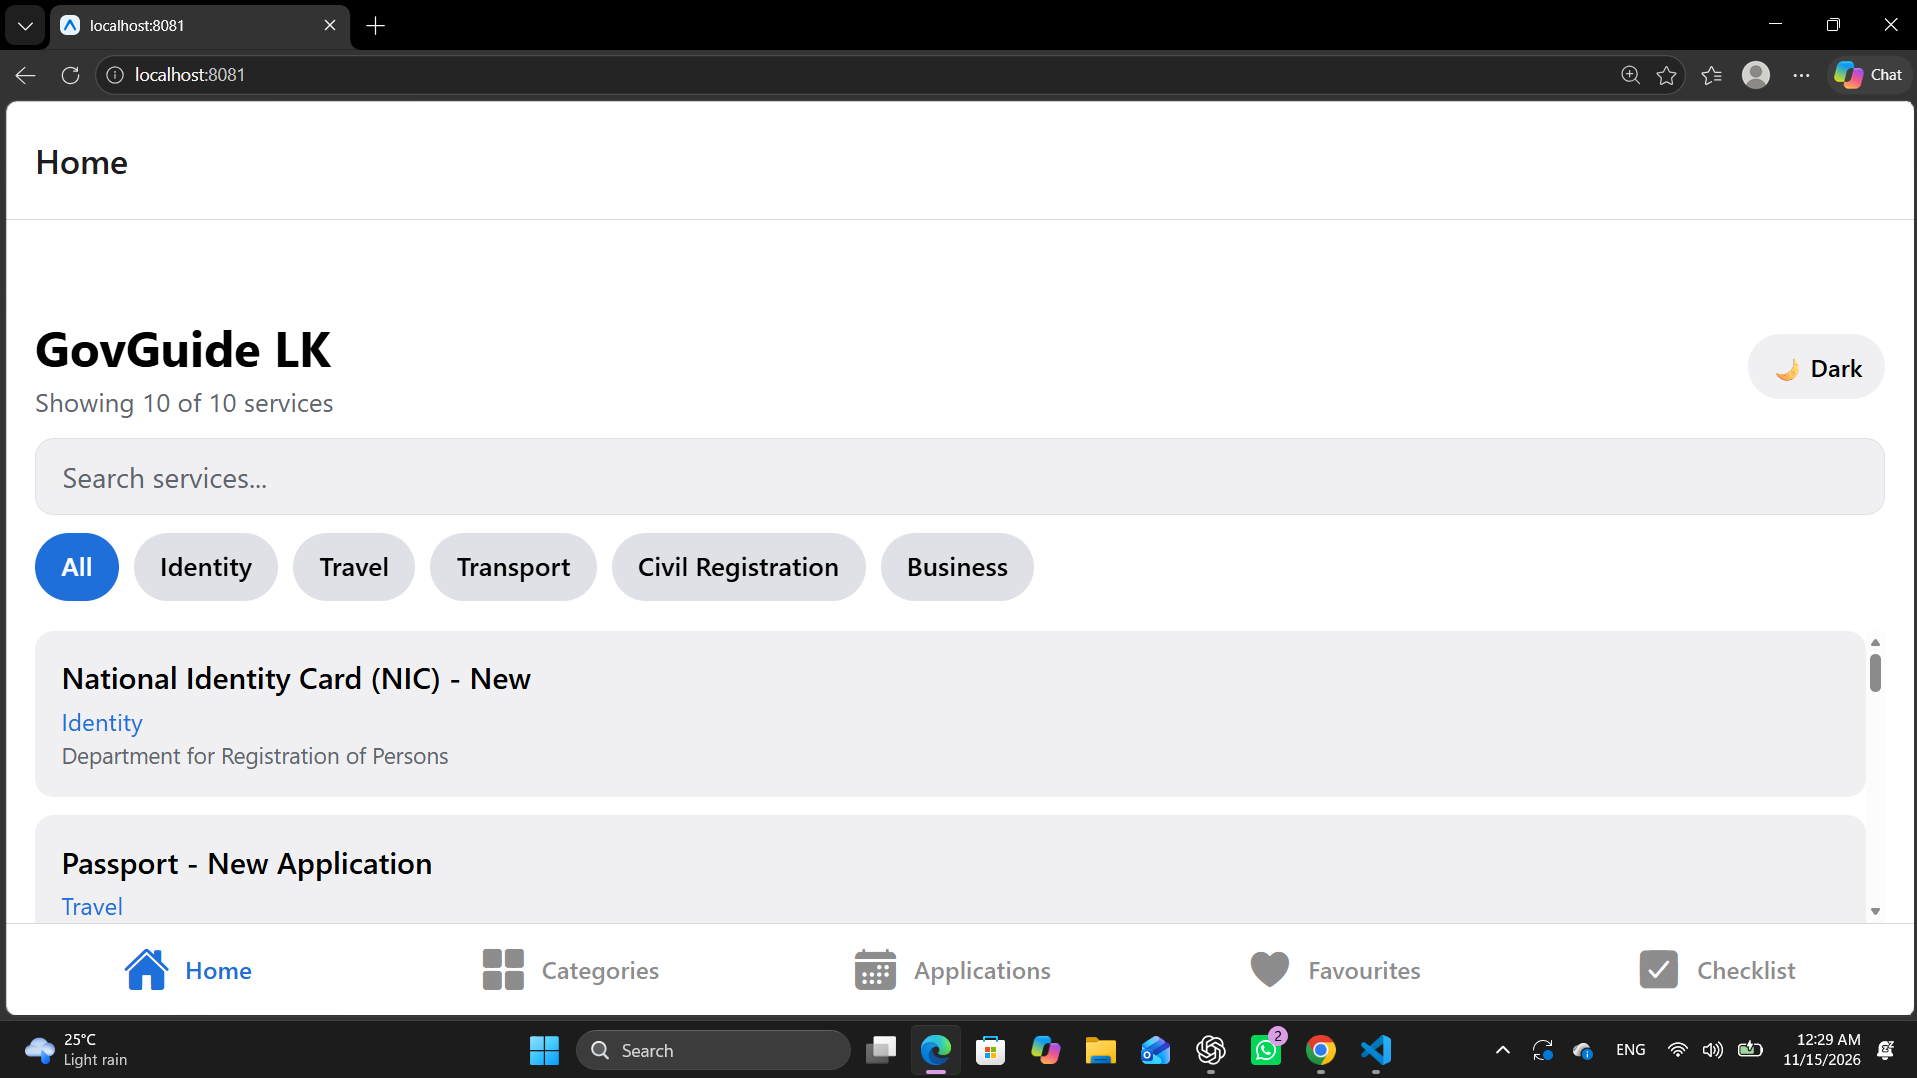 localhost:8081
localhost:8081
Chat
Home
GovGuide LK
Dark
Showing 10 of 10 services
Search services...
All
Identity
Travel
Transport
Civil Registration
Business
National Identity Card (NIC) - New
Identity
Department for Registration of Persons
Passport - New Application
Travel
Home
Categories
Applications
Favourites
Checklist
25°C
Light rain
Search
2
ENG
12:29 AM
11/15/2026